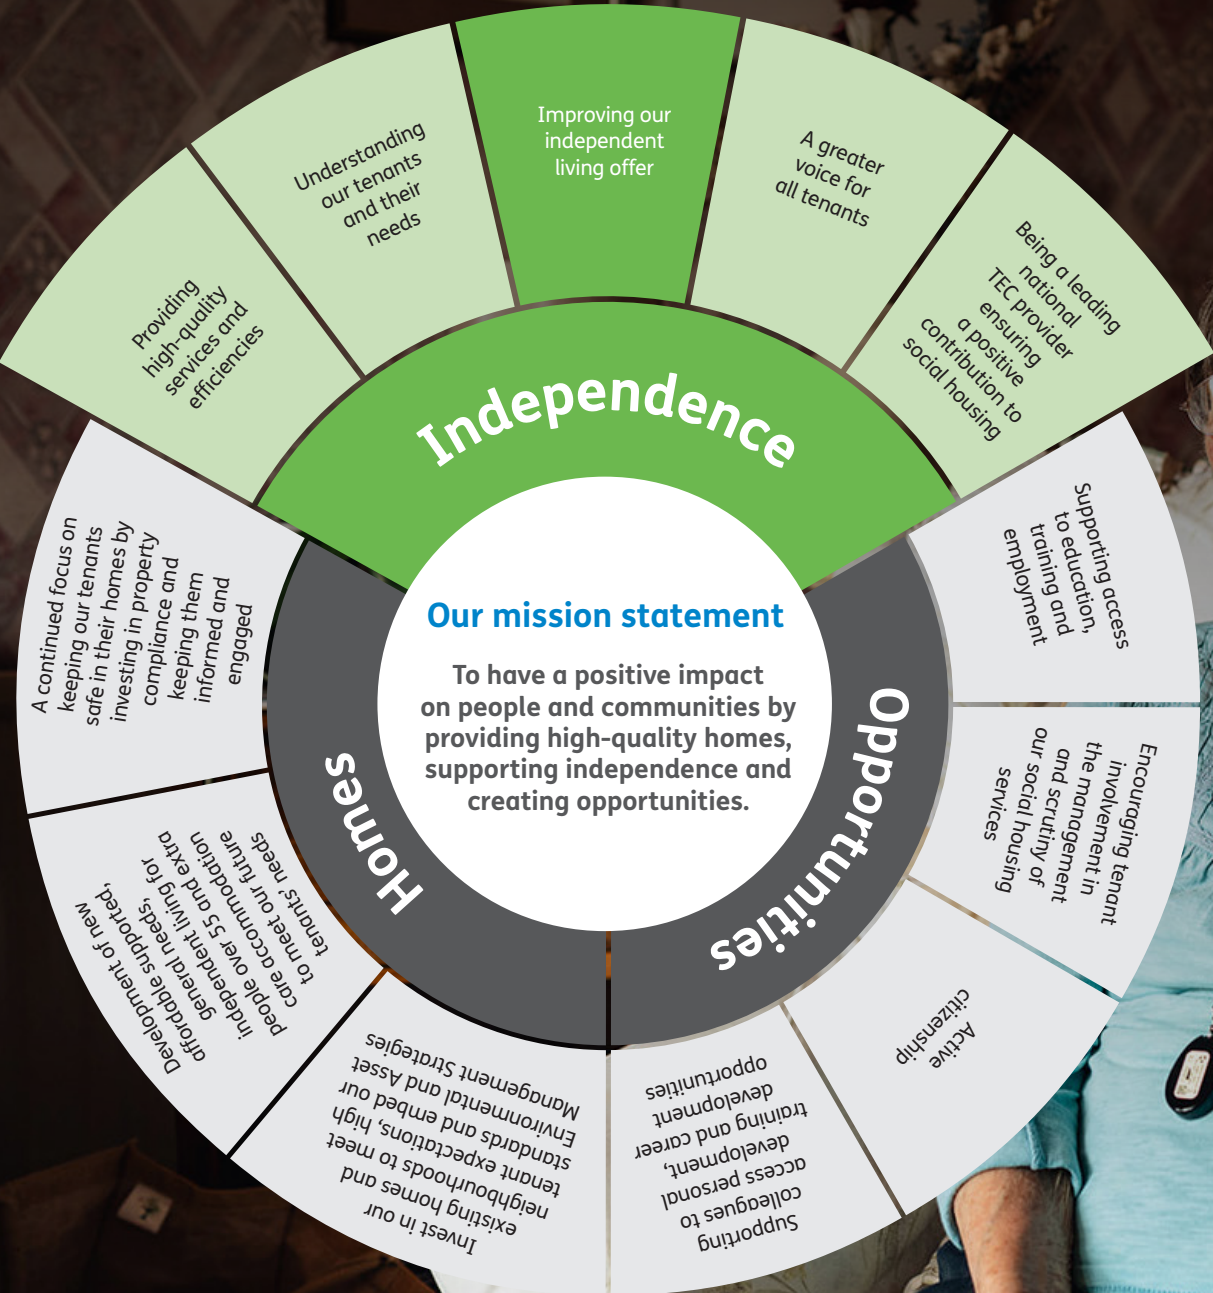 Improving our
independent
living offer
A greater
voice for
all tenants
Being a leading
national
TEC provider
ensuring
a positive
contribution to
social housing
Supporting access
to education,
training and
employment
Encouraging tenant
involvement in
the management
and scrutiny of
our social housing
services
Active
citizenship
Supporting
colleagues to
access personal
development,
training and career
development
opportunities
Invest in our
existing homes and
neighbourhoods to meet
tenant expectations, high
standards and embed our
Environmental and Asset
Management Strategies
Development of new
affordable supported,
general needs,
independent living for
people over 55 and extra
care accommodation
to meet our future
tenants’ needs
A continued focus on
keeping our tenants
safe in their homes by
investing in property
compliance and
keeping them
informed and
engaged
Providing
high-quality
services and
efficiencies
Understanding
our tenants
and their
needs
Independence
Opportunities
Homes
Our mission statement
To have a positive impact
on people and communities by
providing high-quality homes,
supporting independence and
creating opportunities.